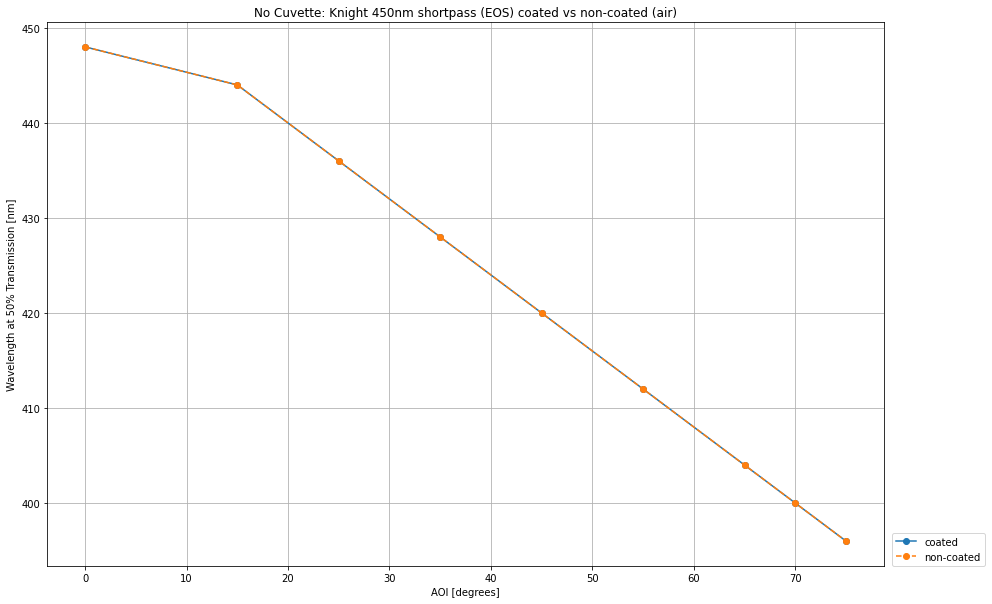 No Cuvette: Knight 450nm shortpass (EOS) coated vs non-coated (air)
Wavelength at 50% Transmission [nm]
450
440
430
420
410
400
0 10 20 30 40 50 60 70
AOI [degrees]
coated
non-coated